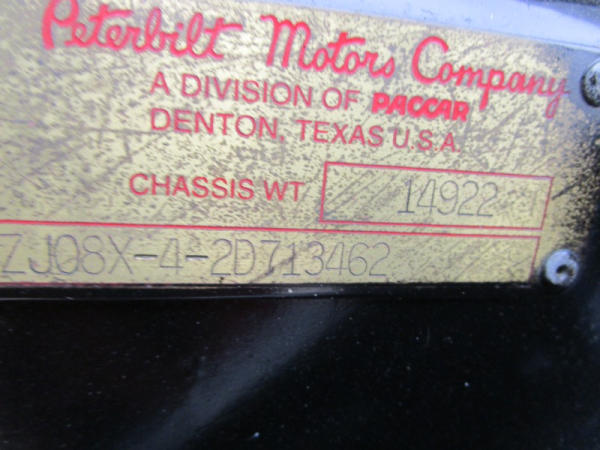 Peterbilt Motors Company
A DIVISION OF PACCAR
DENTON, TEXAS U.S.A.
CHASSIS WT 14922
ZJ08X-4-2D713462